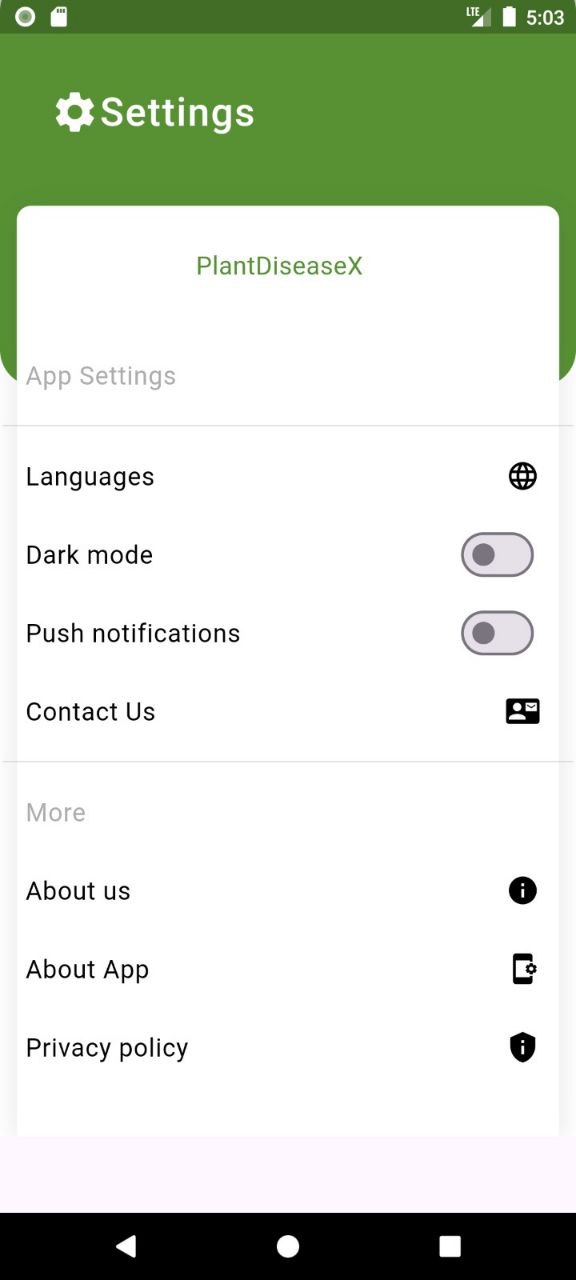 LTE 5:03
Settings
PlantDiseaseX
App Settings
Languages
Dark mode
Push notifications
Contact Us
More
About us
About App
Privacy policy